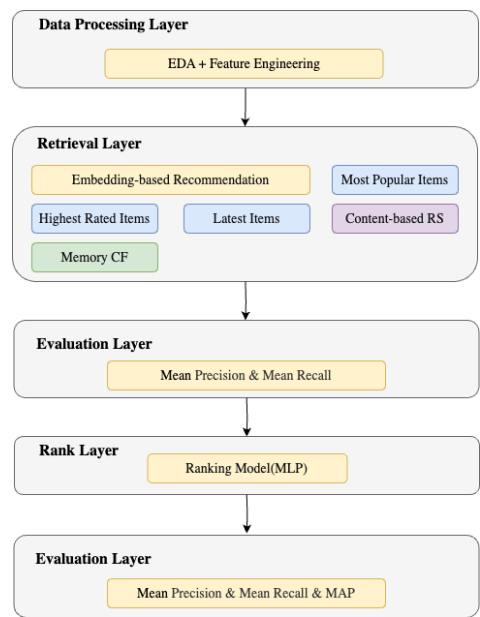 Data Processing Layer
EDA + Feature Engineering
Retrieval Layer
Embedding-based Recommendation
Most Popular Items
Highest Rated Items
Latest Items
Content-based RS
Memory CF
Evaluation Layer
Mean Precision & Mean Recall
Rank Layer
Ranking Model(MLP)
Evaluation Layer
Mean Precision & Mean Recall & MAP